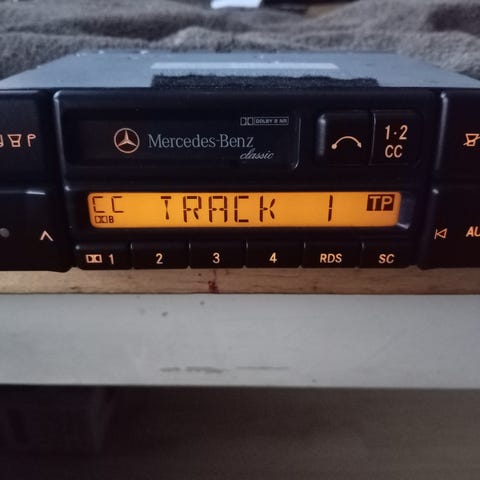 DOLBY B NR
Mercedes-Benz
classic
1·2
CC
CC TRACK 1 TP
B
1 2 3 4 RDS SC
AU